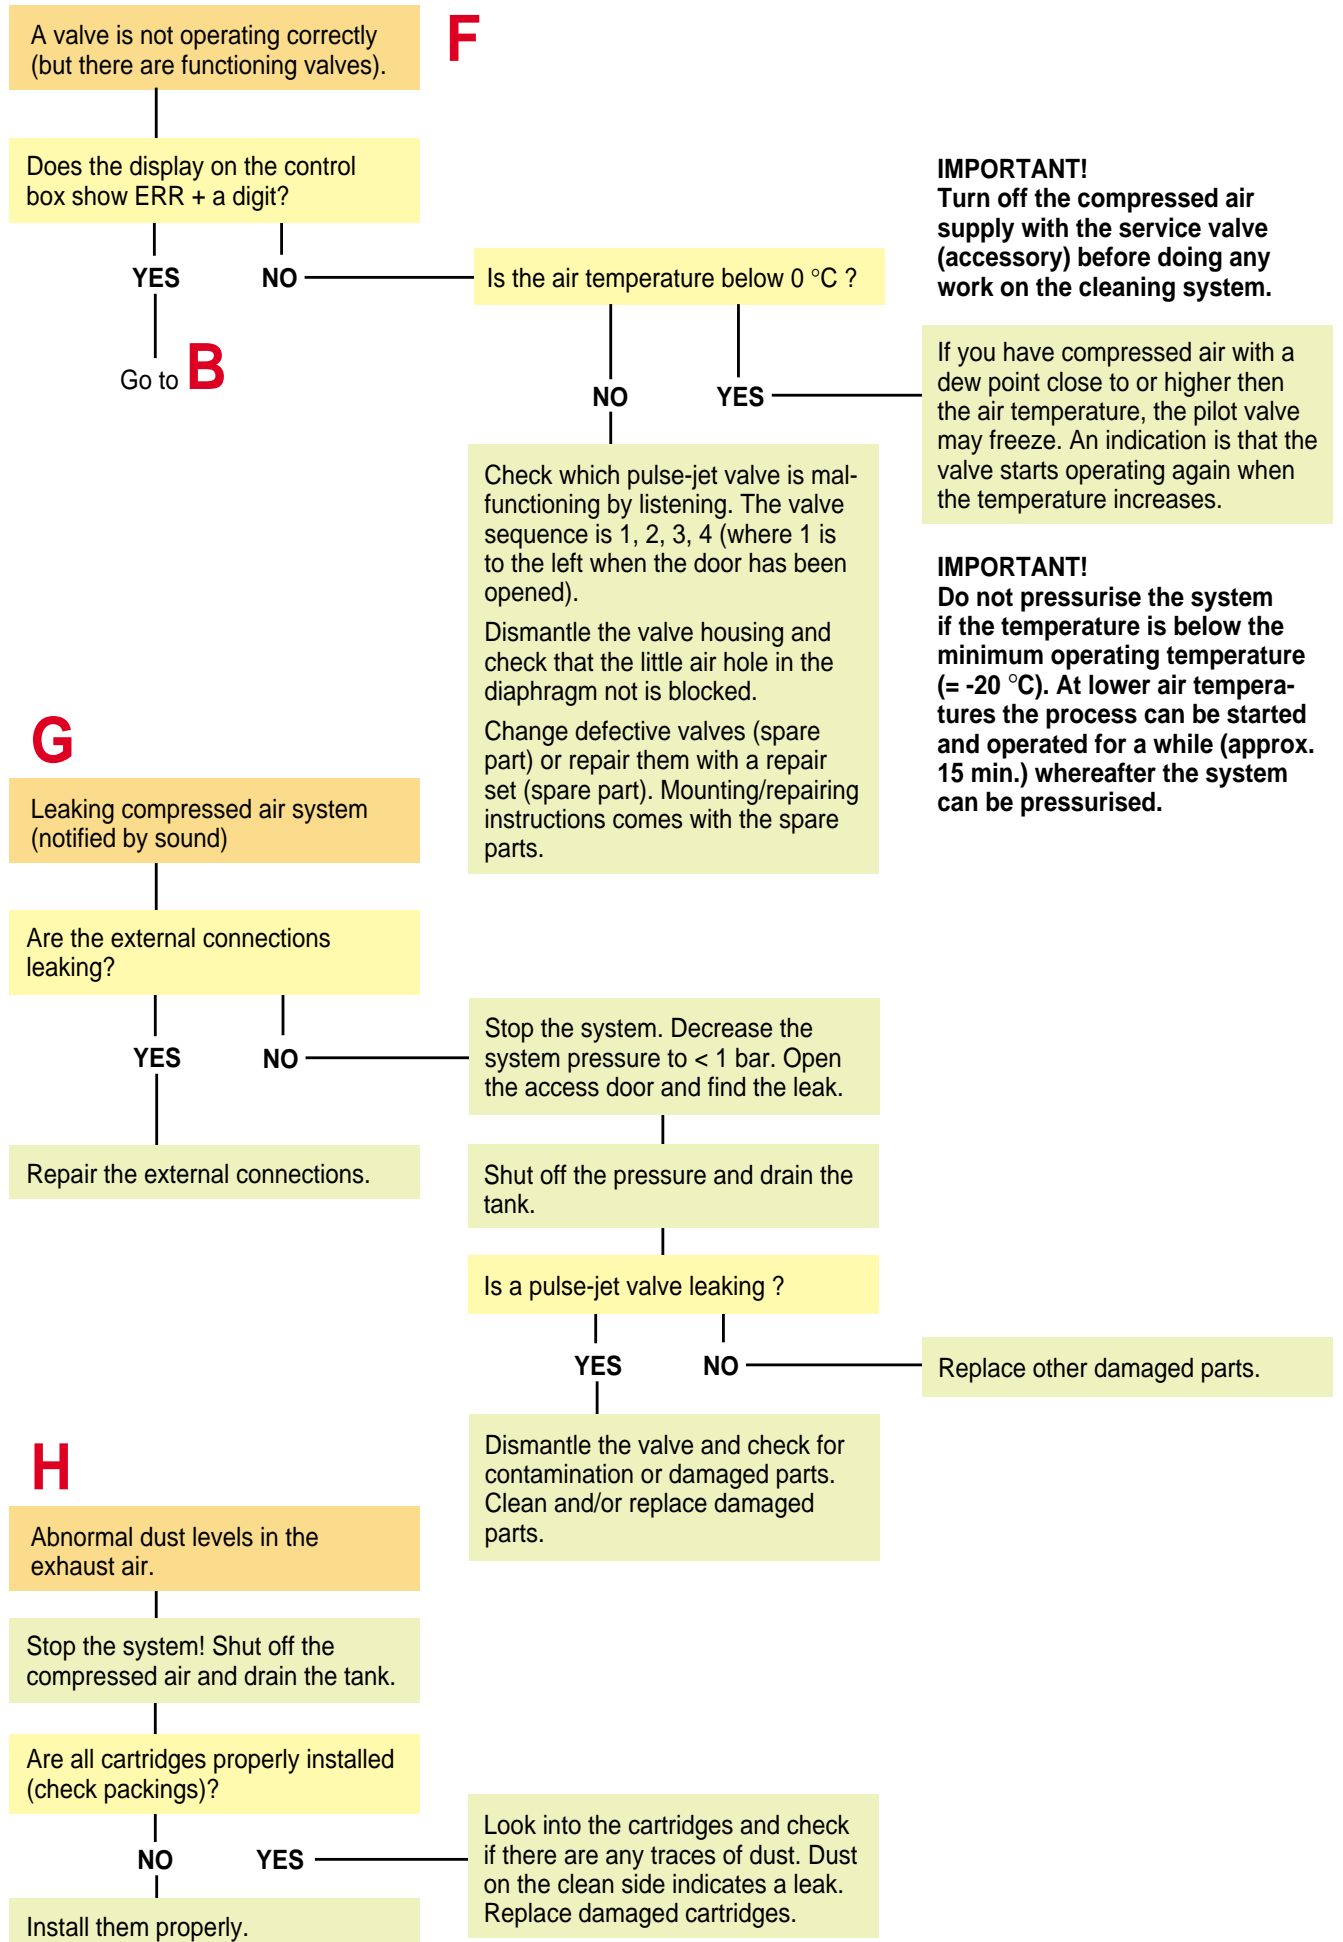 F
A valve is not operating correctly
(but there are functioning valves).
Does the display on the control
box show ERR + a digit?
YES
NO
Go to B
Is the air temperature below 0 °C ?
NO
YES
IMPORTANT!
Turn off the compressed air
supply with the service valve
(accessory) before doing any
work on the cleaning system.
If you have compressed air with a
dew point close to or higher then
the air temperature, the pilot valve
may freeze. An indication is that the
valve starts operating again when
the temperature increases.
Check which pulse-jet valve is mal-
functioning by listening. The valve
sequence is 1, 2, 3, 4 (where 1 is
to the left when the door has been
opened).
Dismantle the valve housing and
check that the little air hole in the
diaphragm not is blocked.
Change defective valves (spare
part) or repair them with a repair
set (spare part). Mounting/repairing
instructions comes with the spare
parts.
IMPORTANT!
Do not pressurise the system
if the temperature is below the
minimum operating temperature
(= -20 °C). At lower air tempera-
tures the process can be started
and operated for a while (approx.
15 min.) whereafter the system
can be pressurised.
G
Leaking compressed air system
(notified by sound)
Are the external connections
leaking?
YES
NO
Repair the external connections.
Stop the system. Decrease the
system pressure to < 1 bar. Open
the access door and find the leak.
Shut off the pressure and drain the
tank.
Is a pulse-jet valve leaking ?
YES
NO
Replace other damaged parts.
Dismantle the valve and check for
contamination or damaged parts.
Clean and/or replace damaged
parts.
H
Abnormal dust levels in the
exhaust air.
Stop the system! Shut off the
compressed air and drain the tank.
Are all cartridges properly installed
(check packings)?
NO
YES
Install them properly.
Look into the cartridges and check
if there are any traces of dust. Dust
on the clean side indicates a leak.
Replace damaged cartridges.